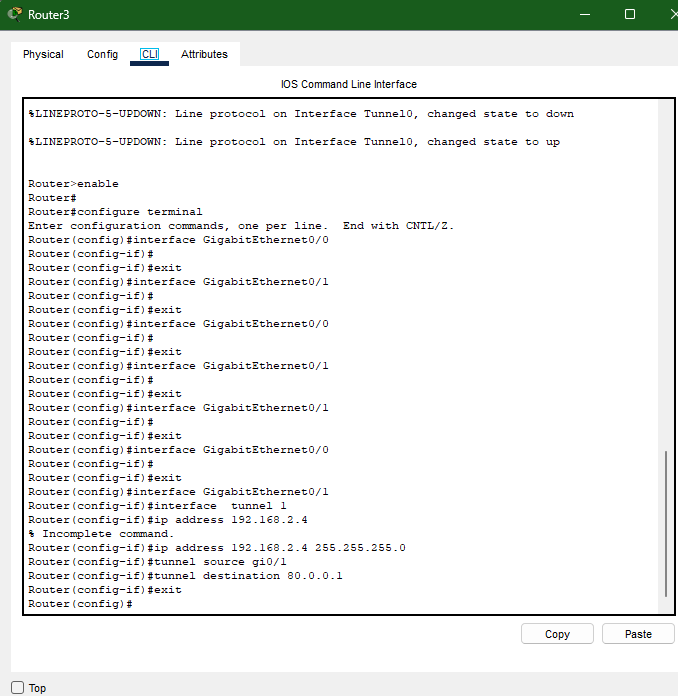 Router3
Physical Config CLI Attributes
IOS Command Line Interface
%LINEPROTO-5-UPDOWN: Line protocol on Interface Tunnel0, changed state to down
%LINEPROTO-5-UPDOWN: Line protocol on Interface Tunnel0, changed state to up
Router>enable
Router#
Router#configure terminal
Enter configuration commands, one per line.  End with CNTL/Z.
Router(config)#interface GigabitEthernet0/0
Router(config-if)#
Router(config-if)#exit
Router(config)#interface GigabitEthernet0/1
Router(config-if)#
Router(config-if)#exit
Router(config)#interface GigabitEthernet0/0
Router(config-if)#
Router(config-if)#exit
Router(config)#interface GigabitEthernet0/1
Router(config-if)#
Router(config-if)#exit
Router(config)#interface GigabitEthernet0/1
Router(config-if)#
Router(config-if)#exit
Router(config)#interface GigabitEthernet0/0
Router(config-if)#
Router(config-if)#exit
Router(config)#interface GigabitEthernet0/1
Router(config-if)#interface  tunnel 1
Router(config-if)#ip address 192.168.2.4
% Incomplete command.
Router(config-if)#ip address 192.168.2.4 255.255.255.0
Router(config-if)#tunnel source gi0/1
Router(config-if)#tunnel destination 80.0.0.1
Router(config-if)#exit
Router(config)#
Copy Paste
Top